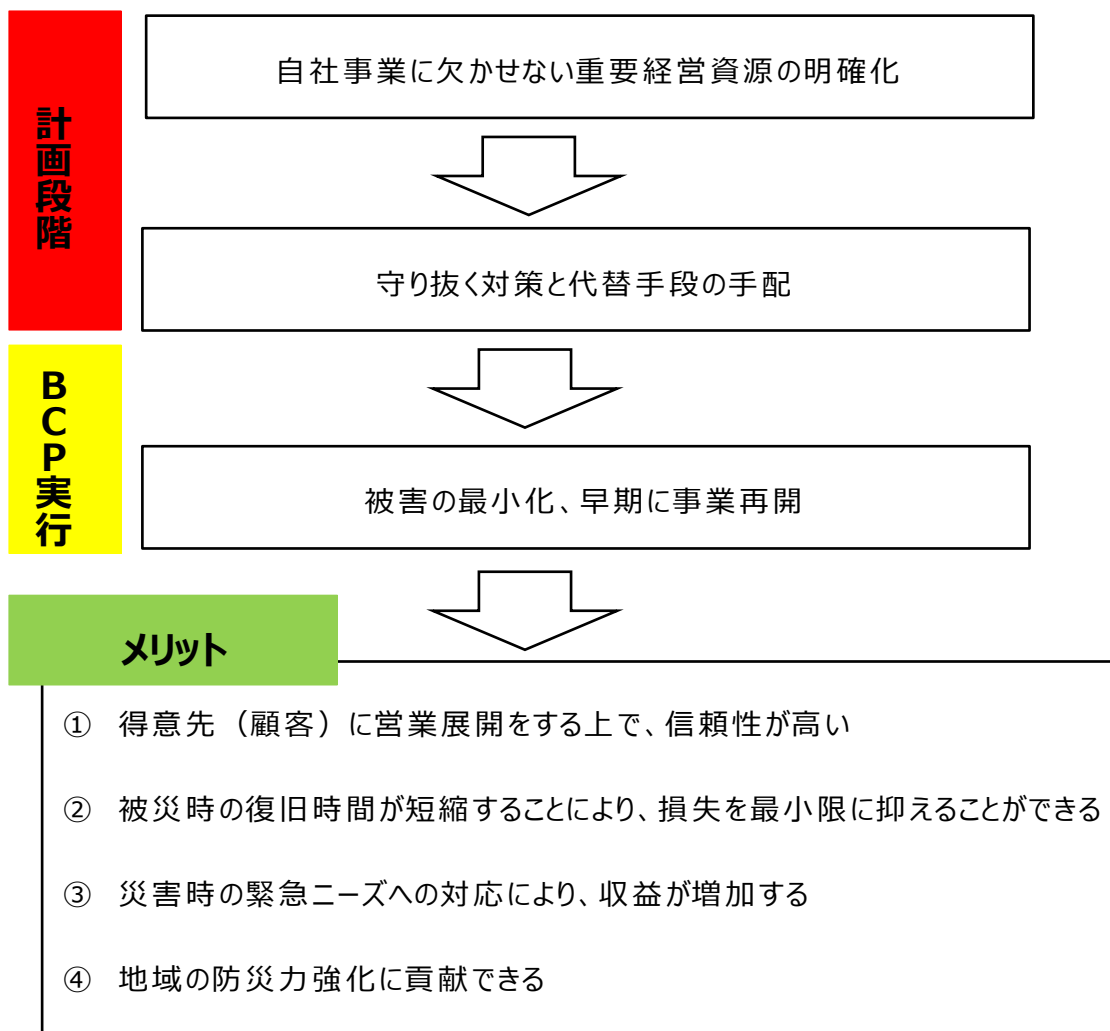 計画段階
自社事業に欠かせない重要経営資源の明確化
守り抜く対策と代替手段の手配
BCP実行
被害の最小化、早期に事業再開
メリット
① 得意先（顧客）に営業展開をする上で、信頼性が高い
② 被災時の復旧時間が短縮することにより、損失を最小限に抑えることができる
③ 災害時の緊急ニーズへの対応により、収益が増加する
④ 地域の防災力強化に貢献できる